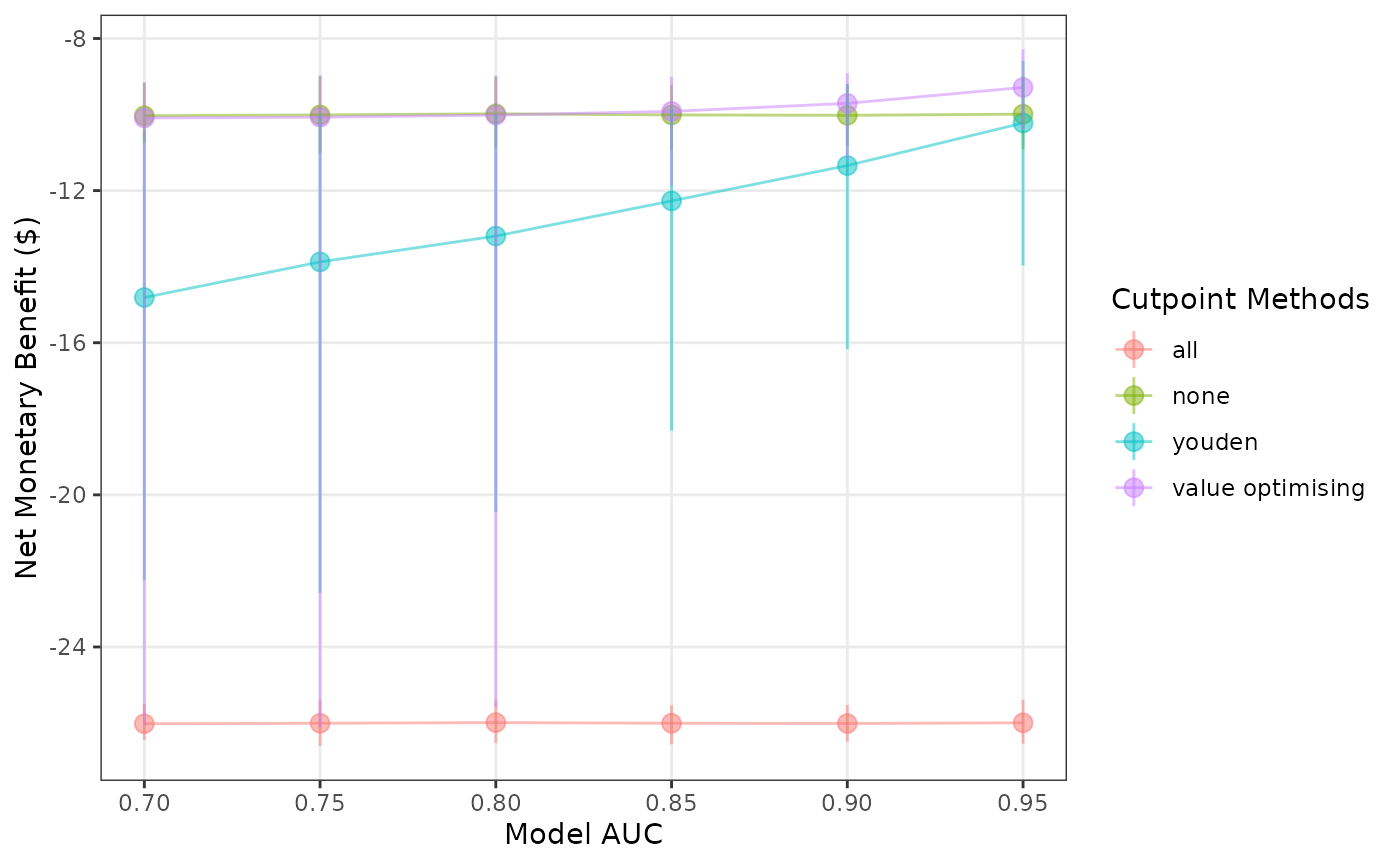 Net Monetary Benefit ($)
-8
-12
-16
-20
-24
0.70
0.75
0.80
0.85
0.90
0.95
Model AUC
Cutpoint Methods
all
none
youden
value optimising